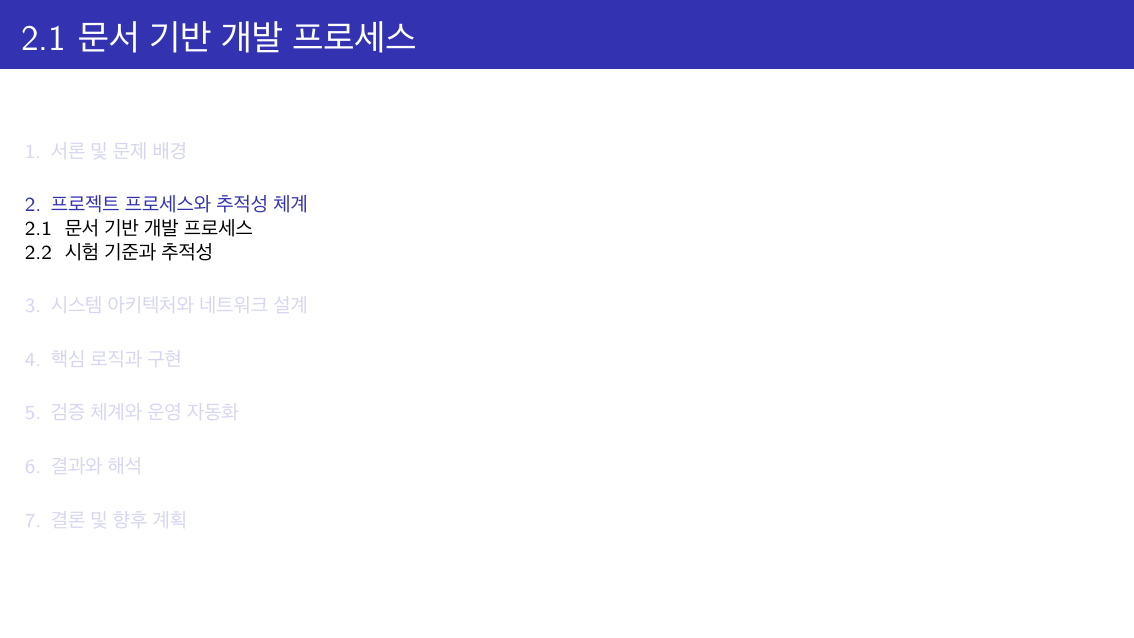 2.1 문서 기반 개발 프로세스
1. 서론 및 문제 배경
2. 프로젝트 프로세스와 추적성 체계
2.1 문서 기반 개발 프로세스
2.2 시험 기준과 추적성
3. 시스템 아키텍처와 네트워크 설계
4. 핵심 로직과 구현
5. 검증 체계와 운영 자동화
6. 결과와 해석
7. 결론 및 향후 계획